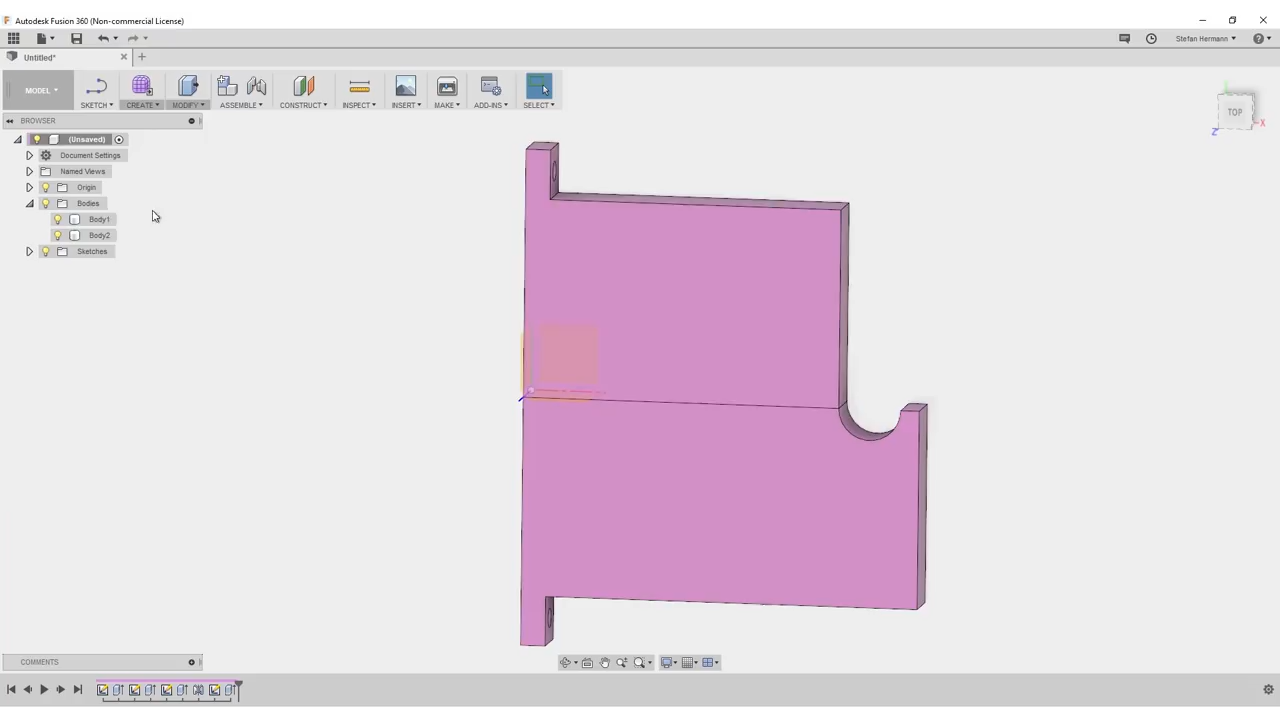 Autodesk Fusion 360 (Non-commercial License)
Stefan Hermann
Untitled*
MODEL
SKETCH
CREATE
MODIFY
ASSEMBLE
CONSTRUCT
INSPECT
INSERT
MAKE
ADD-INS
SELECT
BROWSER
(Unsaved)
Document Settings
Named Views
Origin
Bodies
Body1
Body2
Sketches
TOP
X
Z
COMMENTS